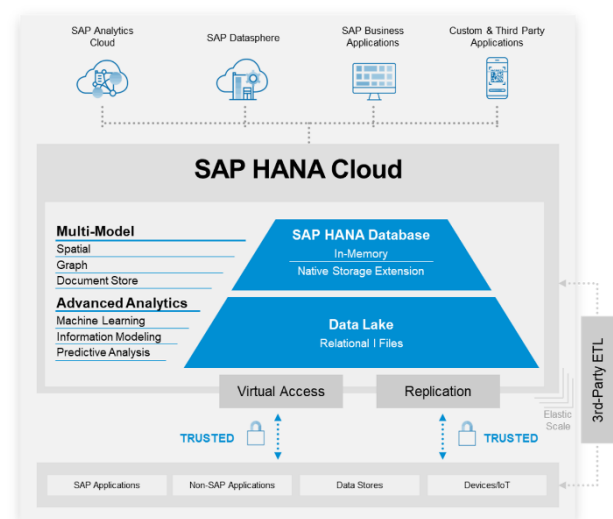 SAP Analytics
Cloud
SAP Datasphere
SAP Business
Applications
Custom & Third Party
Applications
SAP HANA Cloud
Multi-Model
Spatial
Graph
Document Store
Advanced Analytics
Machine Learning
Information Modeling
Predictive Analysis
SAP HANA Database
In-Memory
Native Storage Extension
Data Lake
Relational I Files
Virtual Access
Replication
Elastic
Scale
3rd-Party ETL
TRUSTED
TRUSTED
SAP Applications
Non-SAP Applications
Data Stores
Devices/IoT